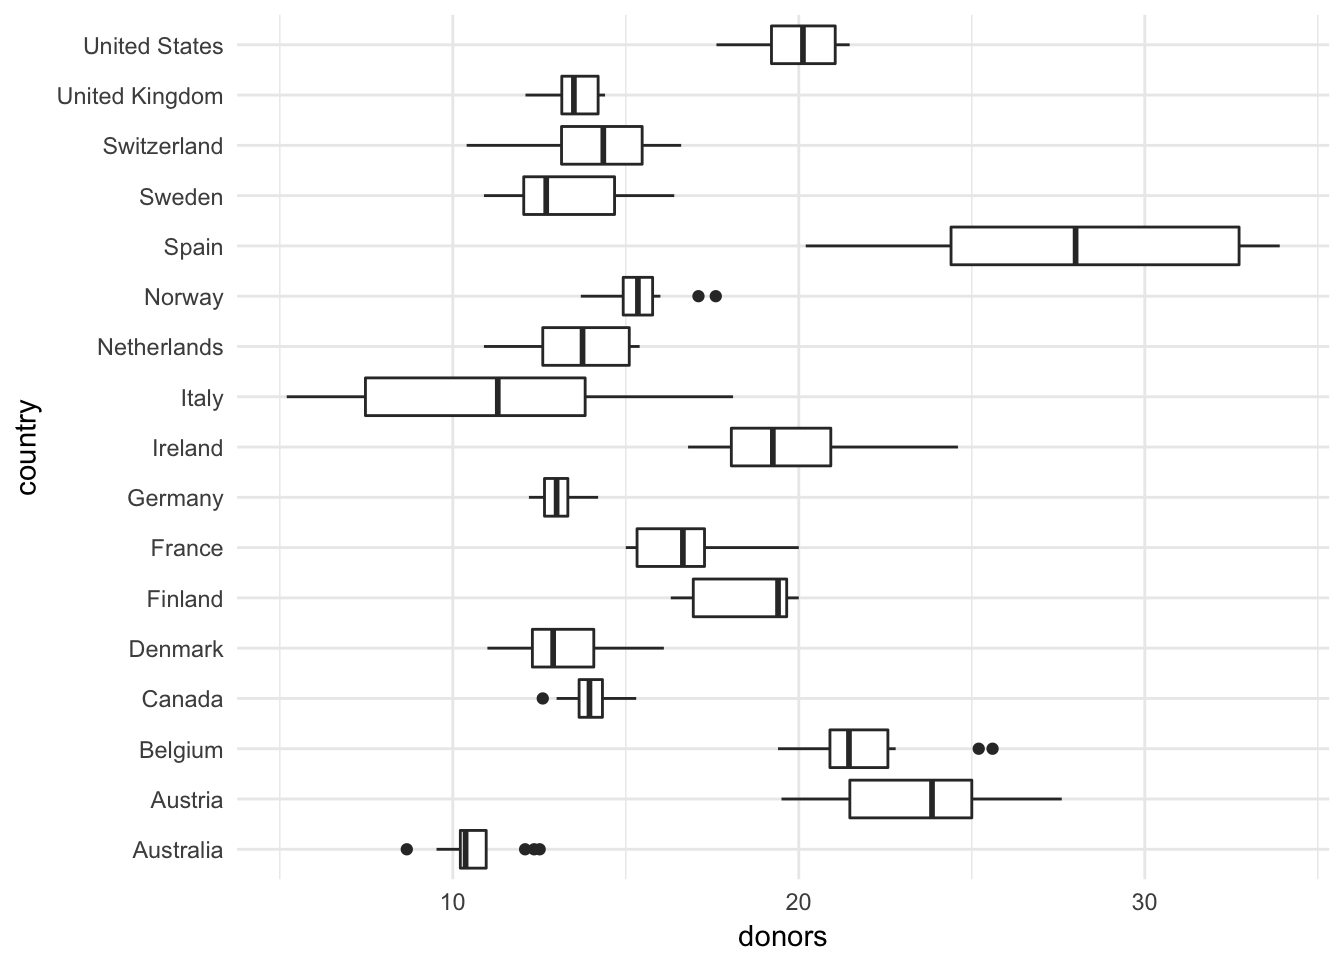 United States
United Kingdom
Switzerland
Sweden
Spain
Norway
Netherlands
Italy
Ireland
Germany
France
Finland
Denmark
Canada
Belgium
Austria
Australia
country
10 20 30
donors